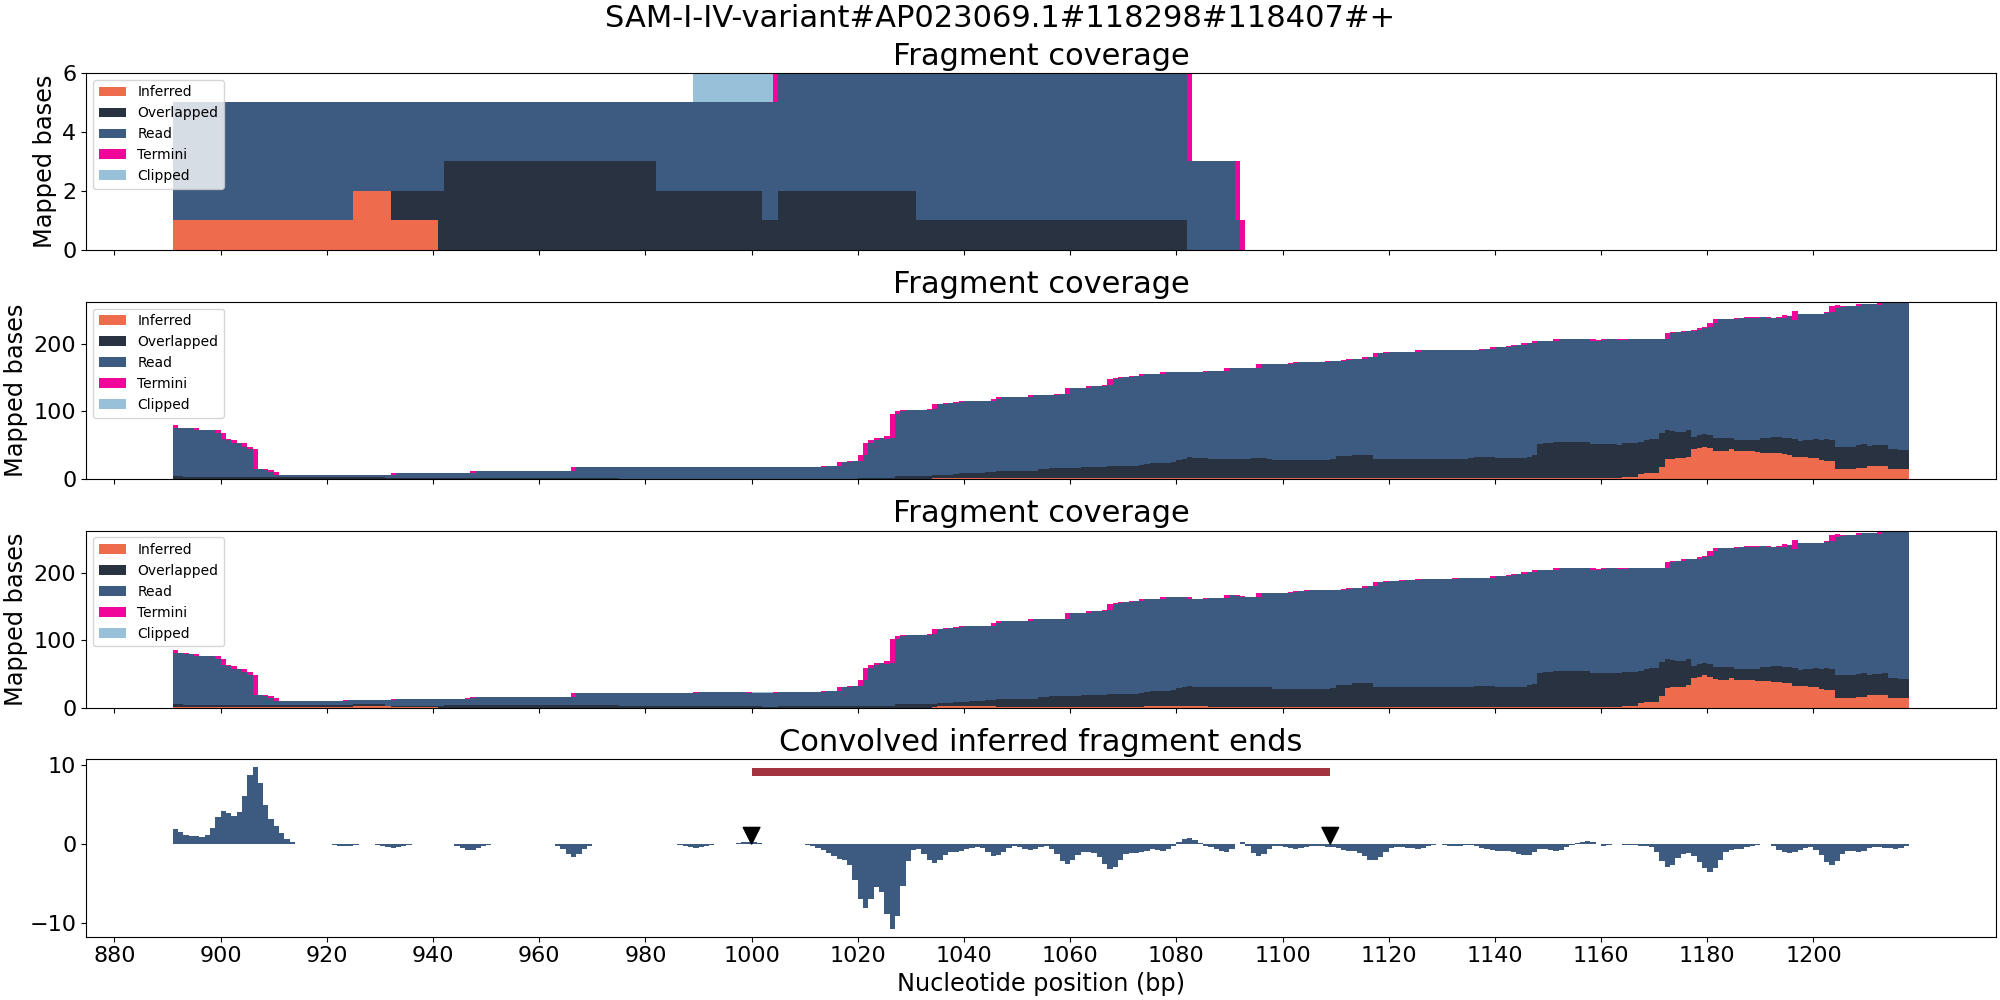 SAM-I-IV-variant#AP023069.1#118298#118407#+
Fragment coverage
Mapped bases
6
4
2
0
Inferred
Overlapped
Read
Termini
Clipped
Fragment coverage
Mapped bases
200
100
0
Inferred
Overlapped
Read
Termini
Clipped
Fragment coverage
Mapped bases
200
100
0
Inferred
Overlapped
Read
Termini
Clipped
Convolved inferred fragment ends
10
0
−10
880 900 920 940 960 980 1000 1020 1040 1060 1080 1100 1120 1140 1160 1180 1200
Nucleotide position (bp)